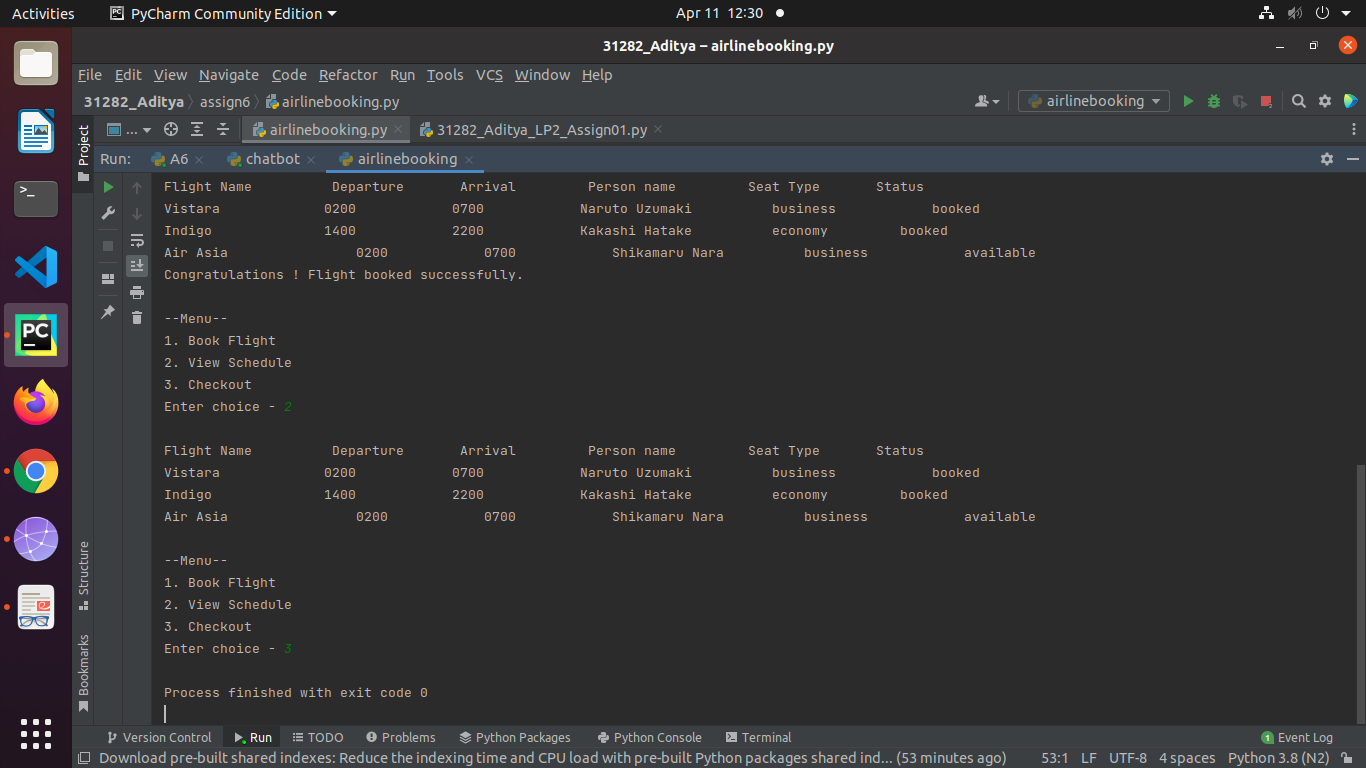 Activities PyCharm Community Edition Apr 11 12:30
31282_Aditya – airlinebooking.py
File Edit View Navigate Code Refactor Run Tools VCS Window Help
31282_Aditya assign6 airlinebooking.py airlinebooking
Project ... airlinebooking.py 31282_Aditya_LP2_Assign01.py
Run: A6 chatbot airlinebooking
Flight Name Departure Arrival Person name Seat Type Status
Vistara 0200 0700 Naruto Uzumaki business booked
Indigo 1400 2200 Kakashi Hatake economy booked
Air Asia 0200 0700 Shikamaru Nara business available
Congratulations ! Flight booked successfully.
--Menu--
1. Book Flight
2. View Schedule
3. Checkout
Enter choice - 2
Flight Name Departure Arrival Person name Seat Type Status
Vistara 0200 0700 Naruto Uzumaki business booked
Indigo 1400 2200 Kakashi Hatake economy booked
Air Asia 0200 0700 Shikamaru Nara business available
--Menu--
1. Book Flight
2. View Schedule
3. Checkout
Enter choice - 3
Process finished with exit code 0
Structure
Bookmarks
PC
Version Control Run TODO Problems Python Packages Python Console Terminal 1 Event Log
Download pre-built shared indexes: Reduce the indexing time and CPU load with pre-built Python packages shared ind... (53 minutes ago) 53:1 LF UTF-8 4 spaces Python 3.8 (N2)